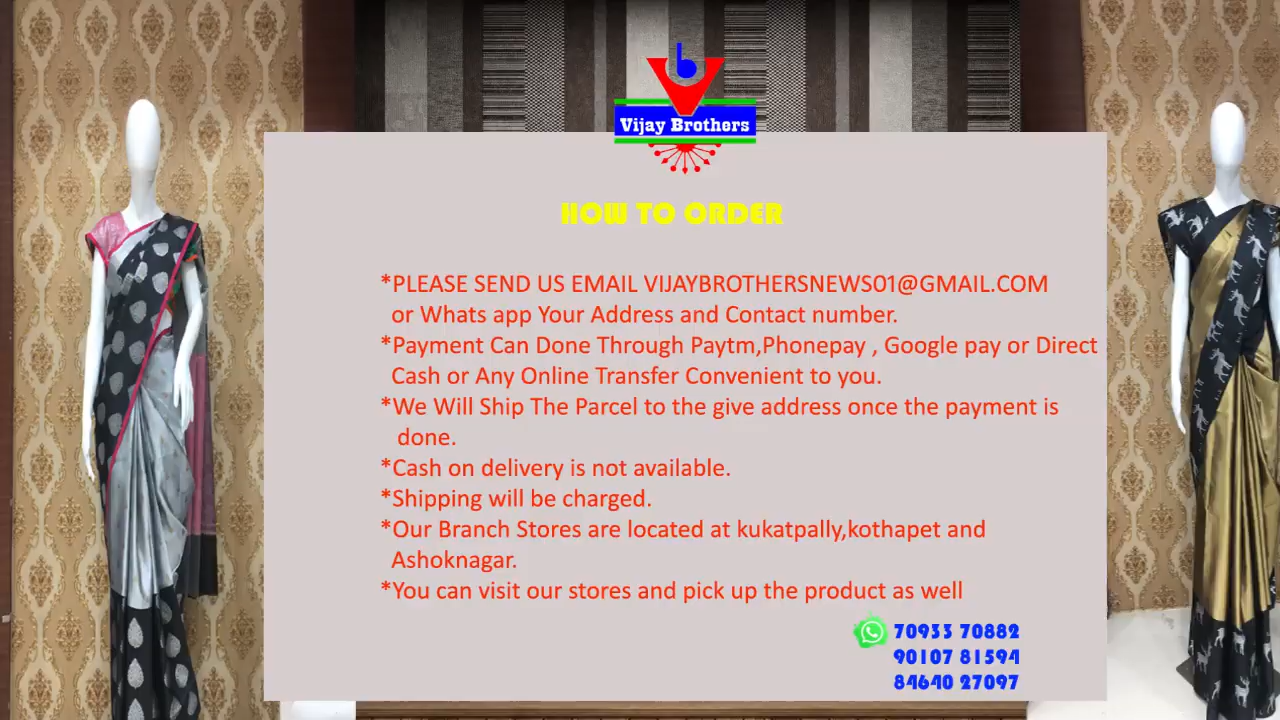 b
Vijay Brothers
HOW TO ORDER
*PLEASE SEND US EMAIL VIJAYBROTHERSNEWS01@GMAIL.COM
or Whats app Your Address and Contact number.
*Payment Can Done Through Paytm,Phonepay , Google pay or Direct
Cash or Any Online Transfer Convenient to you.
*We Will Ship The Parcel to the give address once the payment is
done.
*Cash on delivery is not available.
*Shipping will be charged.
*Our Branch Stores are located at kukatpally,kothapet and
Ashoknagar.
*You can visit our stores and pick up the product as well
70933 70882
90107 81594
84640 27097